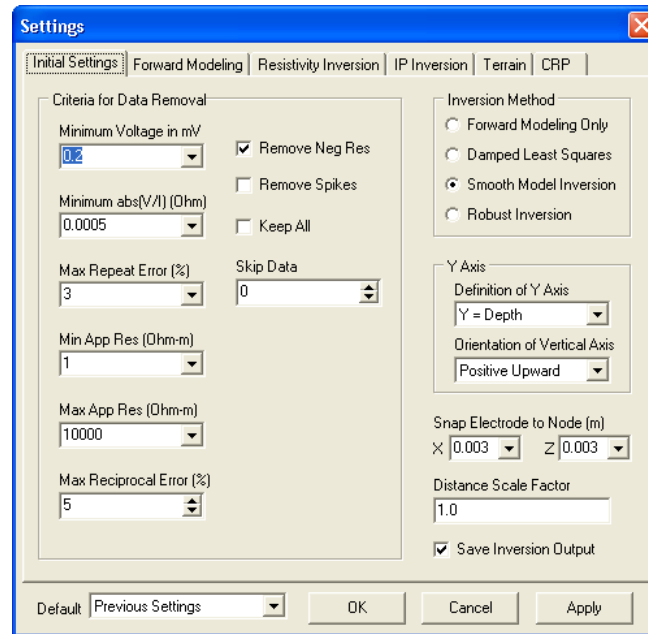 Settings
Initial Settings
Forward Modeling
Resistivity Inversion
IP Inversion
Terrain
CRP
Criteria for Data Removal
Minimum Voltage in mV
0.2
Remove Neg Res
Remove Spikes
Minimum abs(V/I) (Ohm)
0.0005
Keep All
Max Repeat Error (%)
3
Skip Data
0
Min App Res (Ohm-m)
1
Max App Res (Ohm-m)
10000
Max Reciprocal Error (%)
5
Inversion Method
Forward Modeling Only
Damped Least Squares
Smooth Model Inversion
Robust Inversion
Y Axis
Definition of Y Axis
Y = Depth
Orientation of Vertical Axis
Positive Upward
Snap Electrode to Node (m)
X 0.003 Z 0.003
Distance Scale Factor
1.0
Save Inversion Output
Default Previous Settings
OK
Cancel
Apply